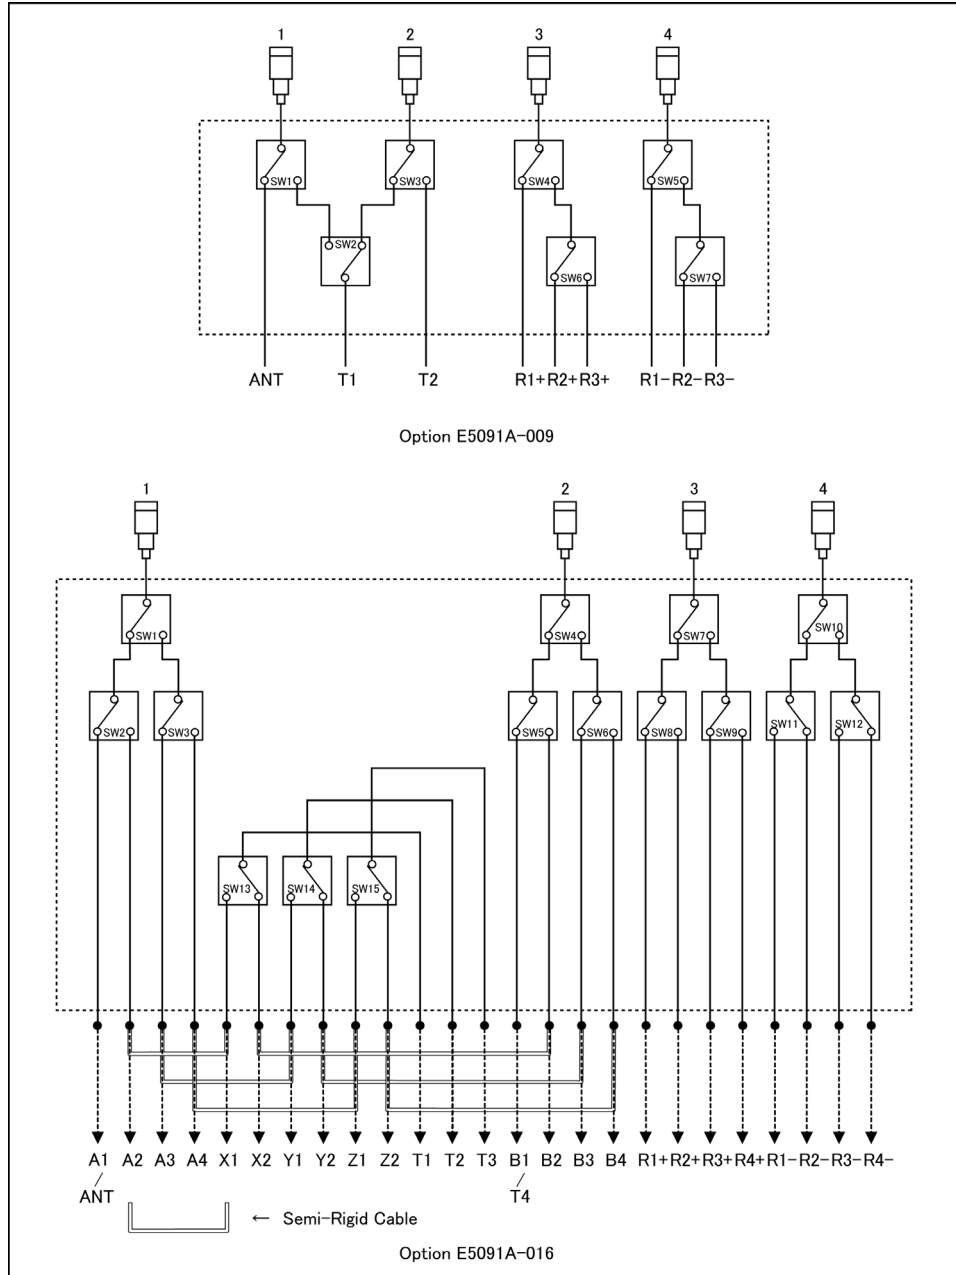 1 2 3 4
SW1 SW3 SW4 SW5
SW2 SW6 SW7
ANT T1 T2 R1+ R2+ R3+ R1- R2- R3-
Option E5091A-009
1 2 3 4
SW1 SW4 SW7 SW10
SW2 SW3 SW5 SW6 SW8 SW9 SW11 SW12
SW13 SW14 SW15
A1 A2 A3 A4 X1 X2 Y1 Y2 Z1 Z2 T1 T2 T3 B1 B2 B3 B4 R1+ R2+ R3+ R4+ R1- R2- R3- R4-
/ /
ANT T4
← Semi-Rigid Cable
Option E5091A-016